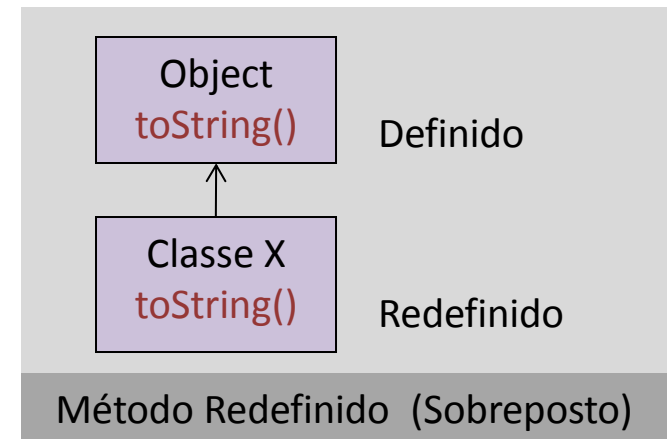 Object
toString()
Definido
Classe X
toString()
Redefinido
Método Redefinido (Sobreposto)